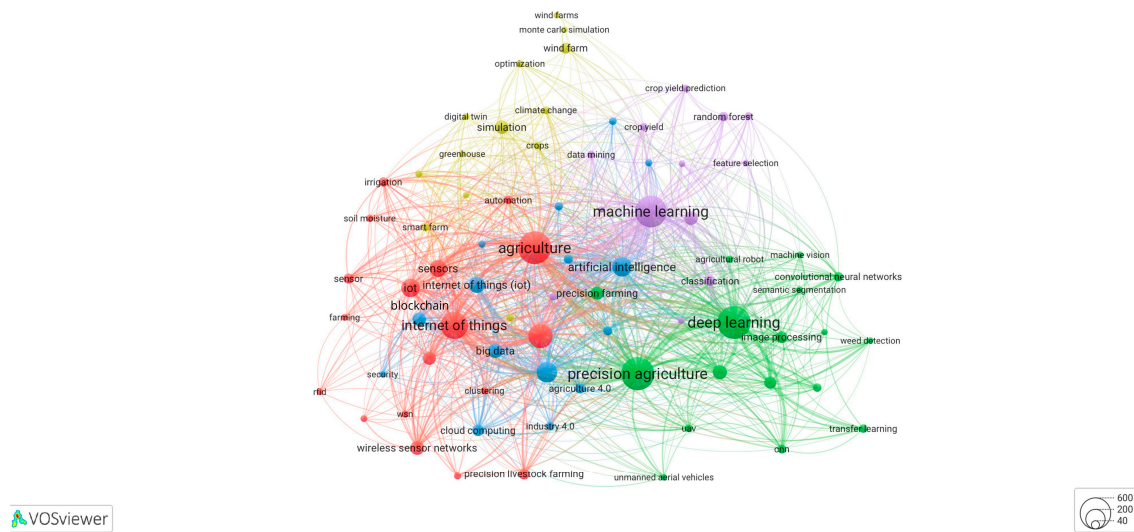 wind farms
monte carlo simulation
wind farm
optimization
crop yield prediction
climate change
digital twin
random forest
simulation
crop yield
crops
greenhouse
data mining
feature selection
irrigation
automation
machine learning
soil moisture
smart farm
agriculture
machine vision
agricultural robot
sensors
artificial intelligence
sensor
convolutional neural networks
classification
internet of things (iot)
iot
semantic segmentation
precision farming
blockchain
farming
internet of things
deep learning
image processing
weed detection
big data
security
precision agriculture
agriculture 4.0
rfid
clustering
wsn
industry 4.0
cloud computing
uav
transfer learning
wireless sensor networks
cnn
precision livestock farming
unmanned aerial vehicles
VOSviewer
600
200
40